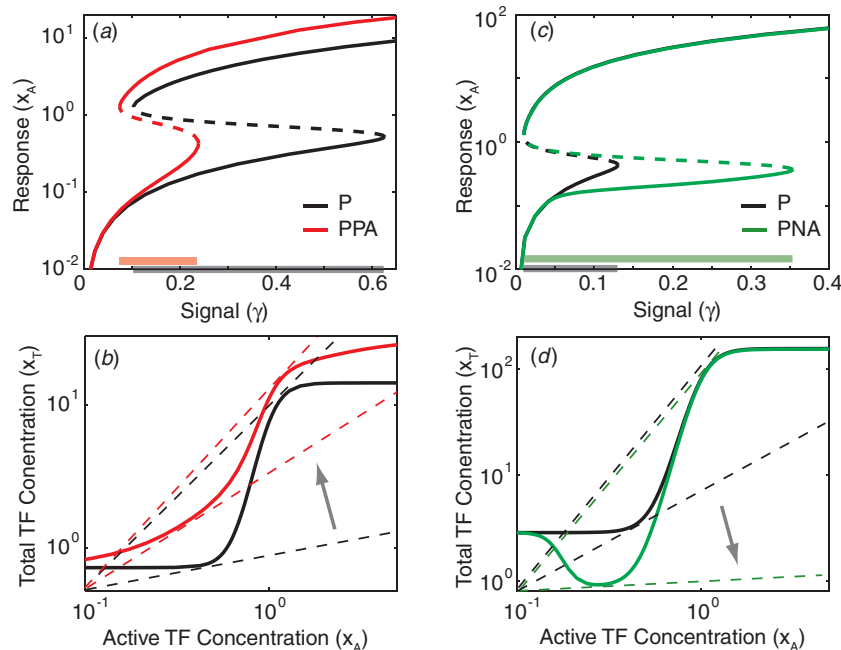 (a)
10^1
10^0
10^-1
10^-2
Response (x_A)
P
PPA
0
0.2
0.4
0.6
Signal (γ)
(c)
10^2
10^0
10^-2
Response (x_A)
P
PNA
0
0.1
0.2
0.3
0.4
Signal (γ)
(b)
10^1
10^0
Total TF Conentration (x_T)
10^-1
10^0
Active TF Concentration (x_A)
(d)
10^2
10^1
10^0
Total TF Conentration (x_T)
10^-1
10^0
Active TF Concentration (x_A)